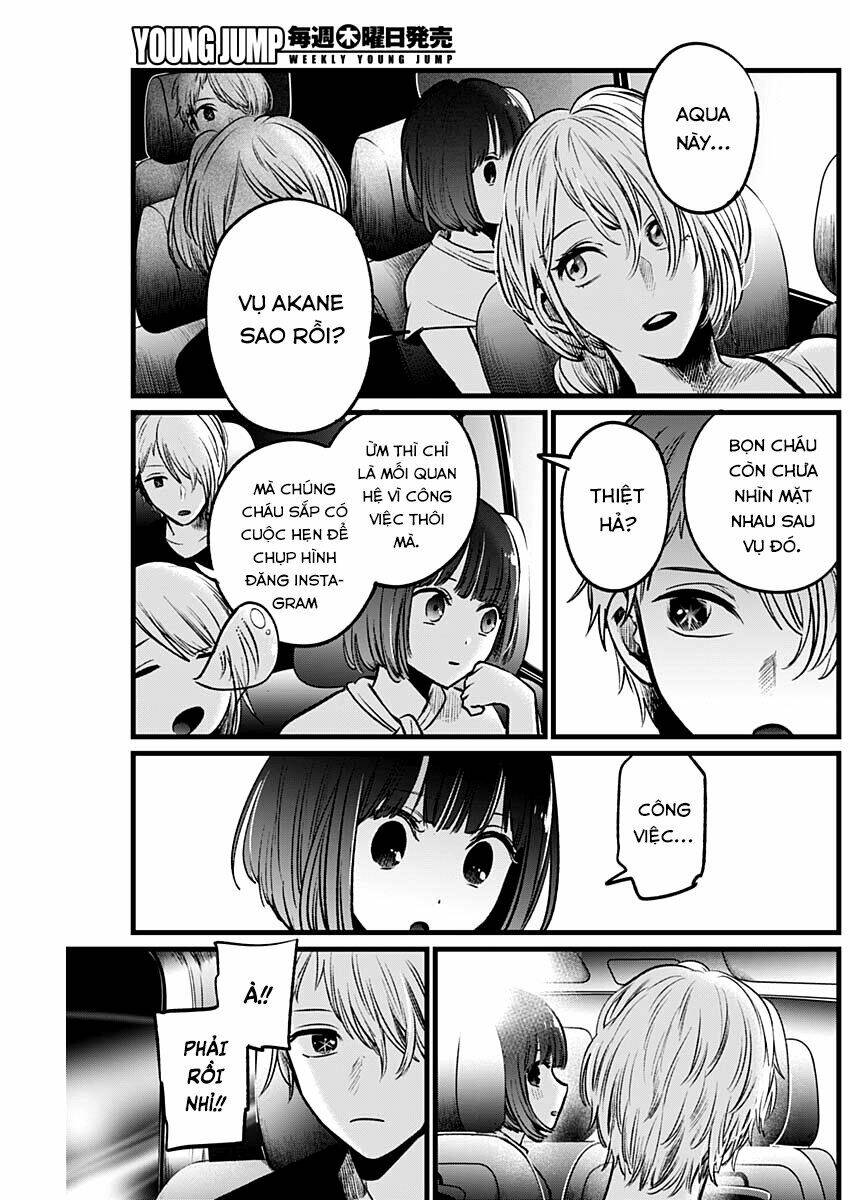 YOUNG JUMP 毎週木曜日発売
WEEKLY YOUNG JUMP
AQUA
NÀY...
VỤ AKANE
SAO RỒI?
BỌN CHÁU
CÒN CHƯA
NHÌN MẶT
NHAU SAU
VỤ ĐÓ.
THIỆT
HẢ?
ỪM THÌ CHỈ
LÀ MỐI QUAN
HỆ VÌ CÔNG
VIỆC THÔI
MÀ.
MÀ CHÚNG
CHÁU SẮP CÓ
CUỘC HẸN ĐỂ
CHỤP HÌNH
ĐĂNG INSTA-
GRAM
CÔNG
VIỆC...
À!!
PHẢI
RỒI
NHỈ!!